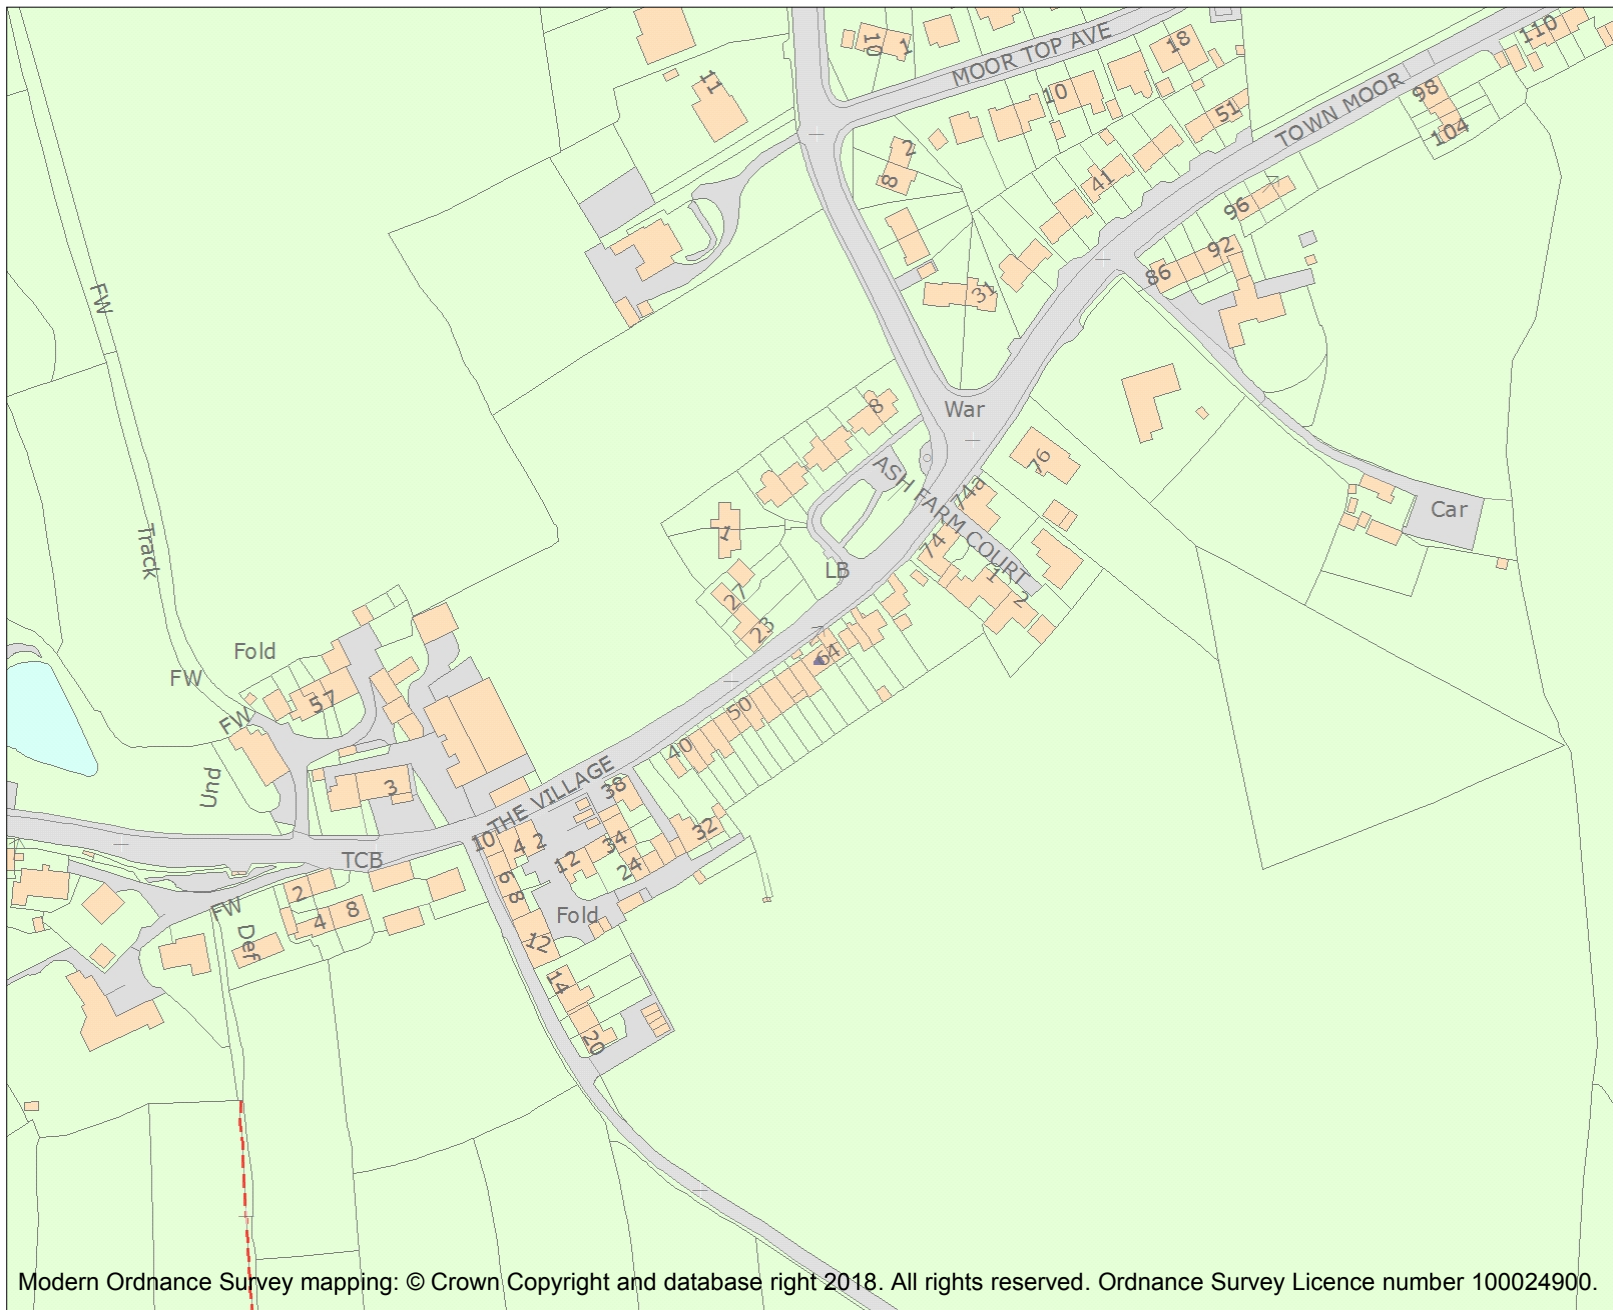 10
1
MOOR TOP AVE
18
110
11
10
51
TOWN MOOR
98
104
2
8
41
96
92
86
31
FW
8
War
76
ASH FARM COURT
74a
74
Car
1
Track
LB
1
2
27
23
Fold
64
FW
57
50
FW
40
Und
3
THE VILLAGE
38
10
4
2
34
32
TCB
12
24
6
8
2
4
8
FW
Fold
Def
12
14
20
Modern Ordnance Survey mapping: © Crown Copyright and database right 2018. All rights reserved. Ordnance Survey Licence number 100024900.